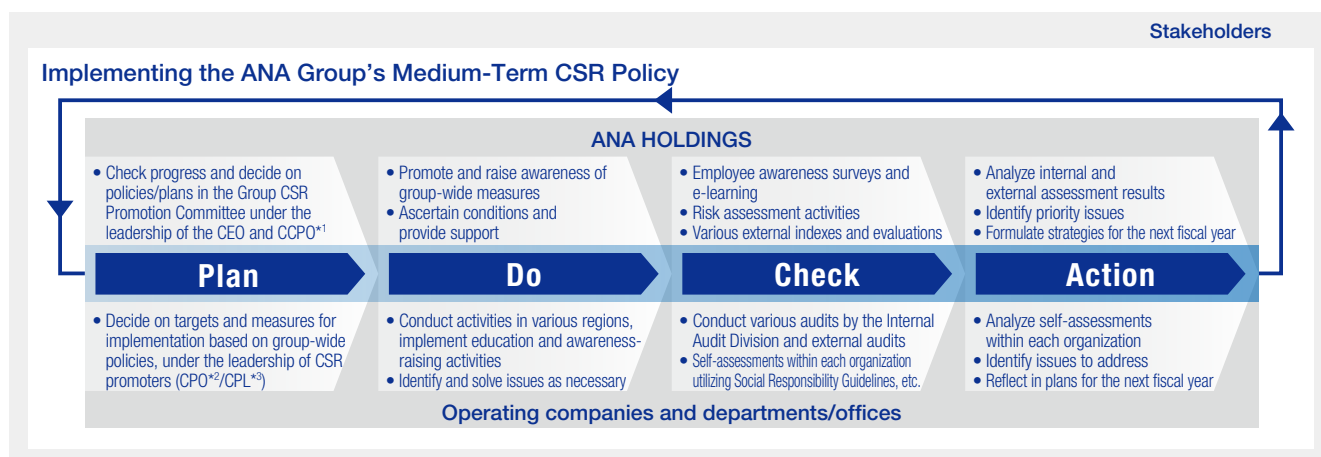 Stakeholders
Implementing the ANA Group's Medium-Term CSR Policy
ANA HOLDINGS
• Check progress and decide on
policies/plans in the Group CSR
Promotion Committee under the
leadership of the CEO and CCPO*1
• Promote and raise awareness of
group-wide measures
• Ascertain conditions and
provide support
• Employee awareness surveys and
e-learning
• Risk assessment activities
• Various external indexes and evaluations
• Analyze internal and
external assessment results
• Identify priority issues
• Formulate strategies for the next fiscal year
Plan
Do
Check
Action
• Decide on targets and measures for
implementation based on group-wide
policies, under the leadership of CSR
promoters (CPO*2/CPL*3)
• Conduct activities in various regions,
implement education and awareness-
raising activities
• Identify and solve issues as necessary
• Conduct various audits by the Internal
Audit Division and external audits
• Self-assessments within each organization
utilizing Social Responsibility Guidelines, etc.
• Analyze self-assessments
within each organization
• Identify issues to address
• Reflect in plans for the next fiscal year
Operating companies and departments/offices